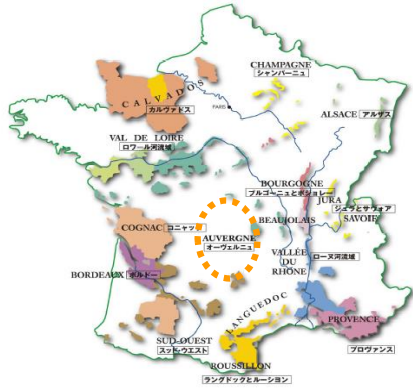 CHAMPAGNE
シャンパーニュ
CALVADOS
カルヴァドス
PARIS
ALSACE アルザス
VAL DE LOIRE
ロワール河流域
BOURGOGNE
ブルゴーニュとボジョレー
JURA
ジュラとサヴォア
SAVOIE
BEAUJOLAIS
COGNAC コニャック
AUVERGNE
オーヴェルニュ
VALLÉE
DU
RHÔNE
ローヌ河流域
BORDEAUX ボルドー
LANGUEDOC
PROVENCE
プロヴァンス
SUD-OUEST
スッド・ウエスト
ROUSSILLON
ラングドックとルーション